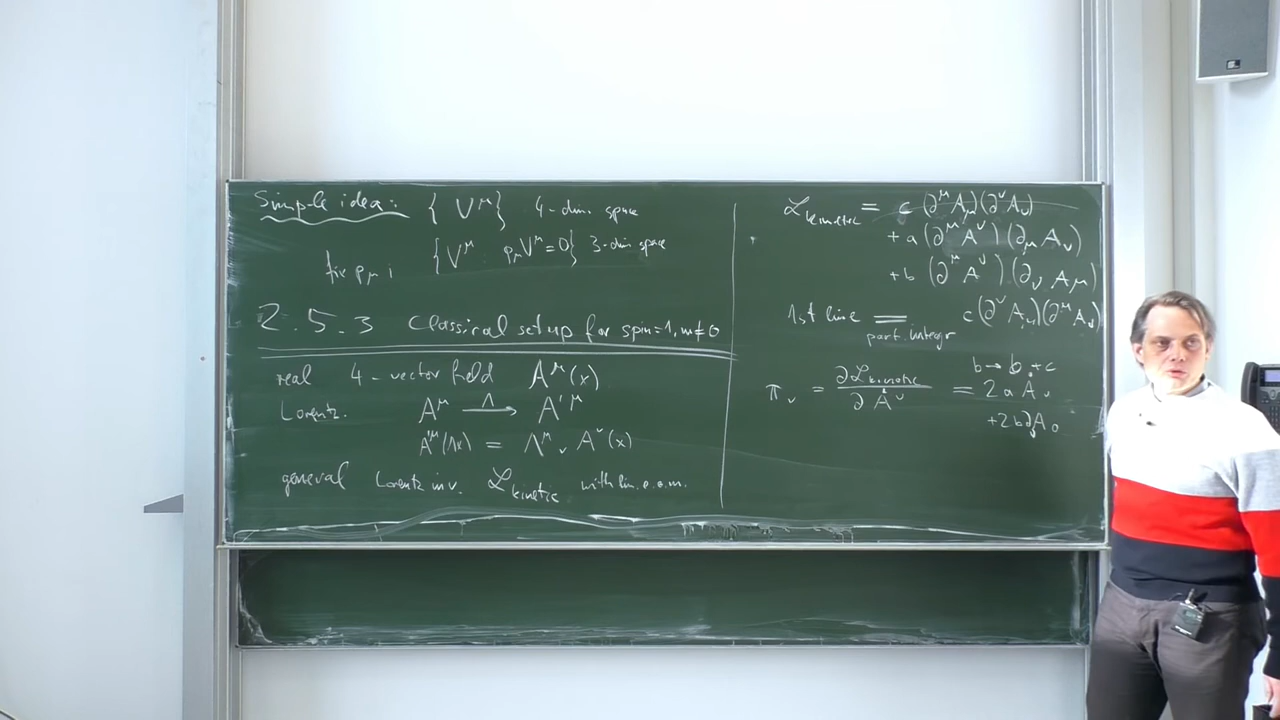 Simple idea: { V^μ } 4-dim. space
fix p_μ : { V^μ : p_μ V^μ = 0 } 3-dim space
2.5.3 Classical setup for spin=1, m≠0
real 4-vector field A^μ(x)
Lorentz. A^μ —Λ→ A'^μ
A'^μ(Λx) = Λ^μ_ν A^ν(x)
general Lorentz inv. ℒ_kinetic with lin. e.o.m.
ℒ_kinetic = c (∂^μ A_μ)(∂^ν A_ν)
+ a (∂^μ A^ν)(∂_μ A_ν)
+ b (∂^μ A^ν)(∂_ν A_μ)
1st line = c(∂^ν A_μ)(∂^μ A_ν)
part. integr
b → b + c
π_ν = ∂ℒ_kinetic / ∂Ȧ^ν = 2a Ȧ_ν
+2b∂_ν A_0